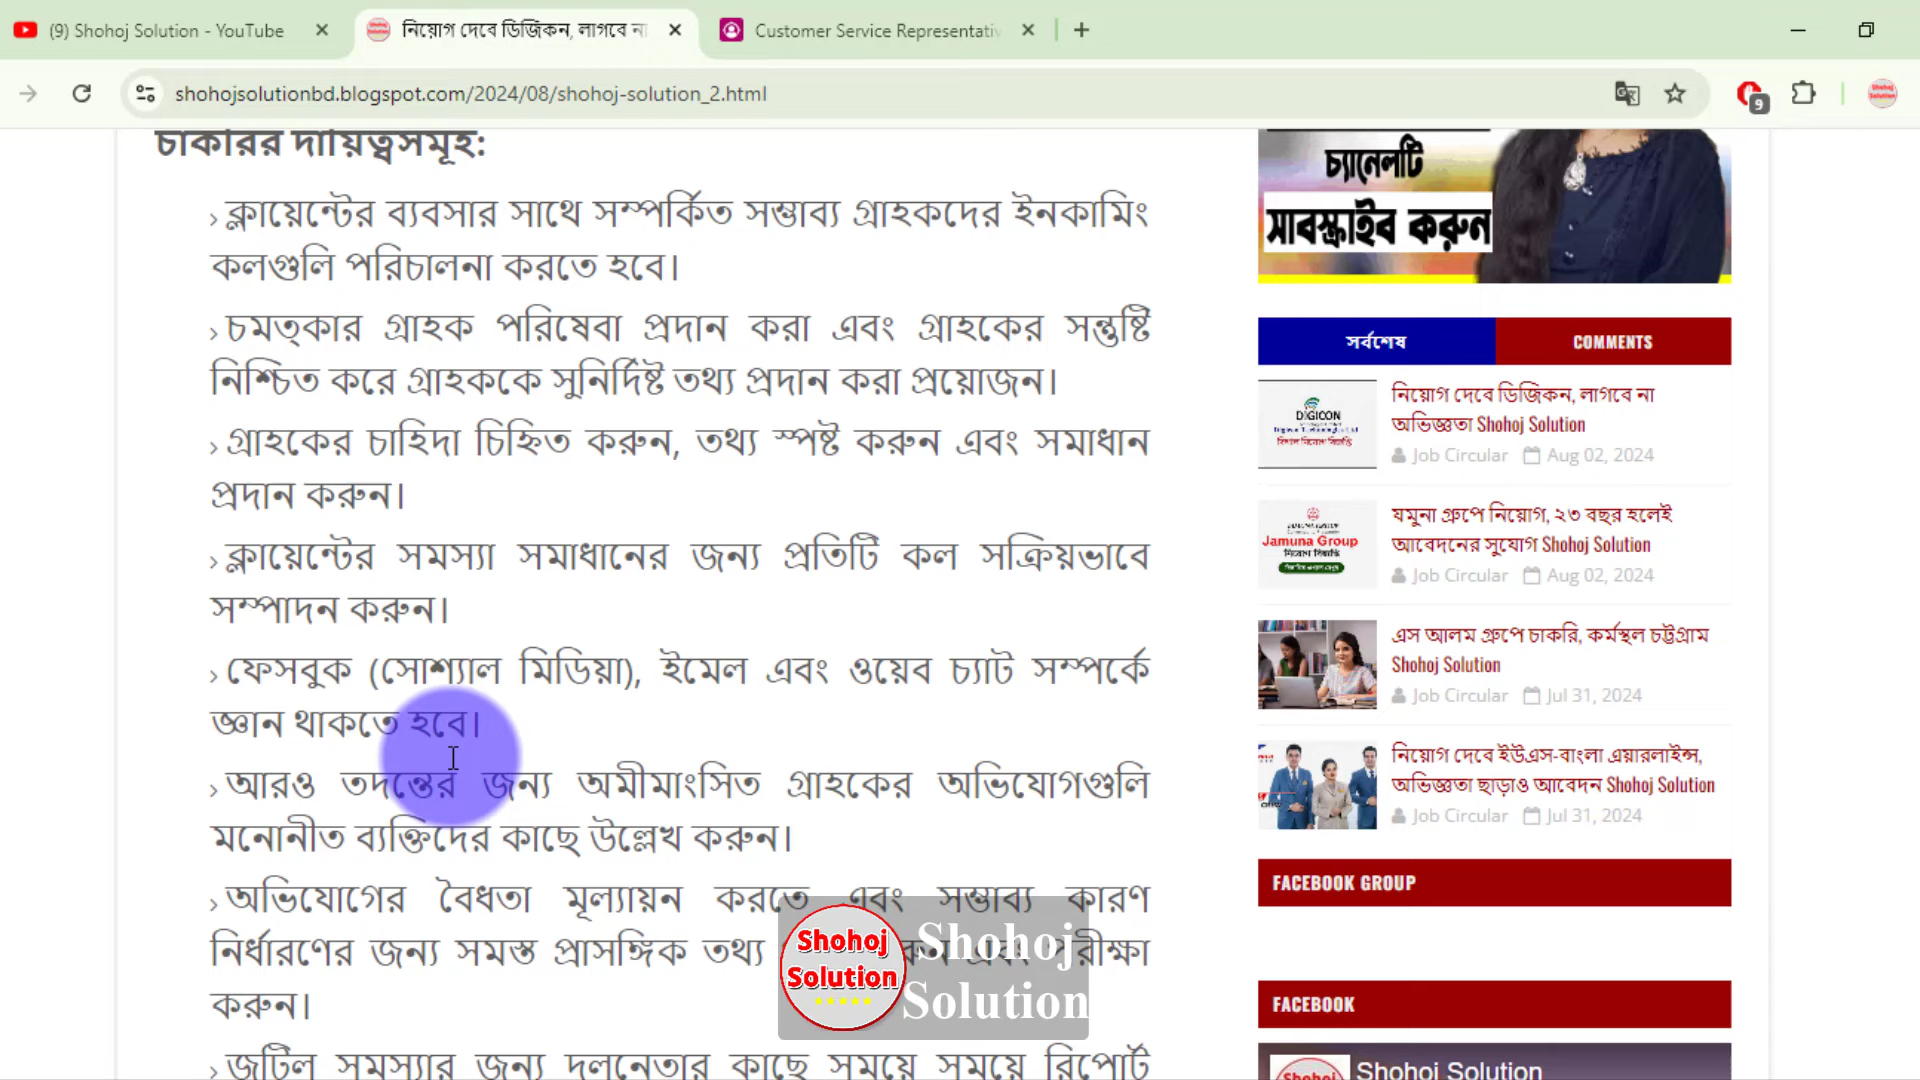 (9) Shohoj Solution - YouTube
নিয়োগ দেবে ডিজিকন, লাগবে না
Customer Service Representativ
shohojsolutionbd.blogspot.com/2024/08/shohoj-solution_2.html
9
চাকরির দায়িত্বসমূহ:
› ক্লায়েন্টের ব্যবসার সাথে সম্পর্কিত সম্ভাব্য গ্রাহকদের ইনকামিং
কলগুলি পরিচালনা করতে হবে।
› চমত্কার গ্রাহক পরিষেবা প্রদান করা এবং গ্রাহকের সন্তুষ্টি
নিশ্চিত করে গ্রাহককে সুনির্দিষ্ট তথ্য প্রদান করা প্রয়োজন।
› গ্রাহকের চাহিদা চিহ্নিত করুন, তথ্য স্পষ্ট করুন এবং সমাধান
প্রদান করুন।
› ক্লায়েন্টের সমস্যা সমাধানের জন্য প্রতিটি কল সক্রিয়ভাবে
সম্পাদন করুন।
› ফেসবুক (সোশ্যাল মিডিয়া), ইমেল এবং ওয়েব চ্যাট সম্পর্কে
জ্ঞান থাকতে হবে।
› আরও তদন্তের জন্য অমীমাংসিত গ্রাহকের অভিযোগগুলি
মনোনীত ব্যক্তিদের কাছে উল্লেখ করুন।
› অভিযোগের বৈধতা মূল্যায়ন করতে এবং সম্ভাব্য কারণ
নির্ধারণের জন্য সমস্ত প্রাসঙ্গিক তথ্য এবং পরীক্ষা
করুন।
› জটিল সমস্যার জন্য দলনেতার কাছে সময়ে সময়ে রিপোর্ট
চ্যানেলটি
সাবস্ক্রাইব করুন
সর্বশেষ
COMMENTS
DIGICON
নিয়োগ দেবে ডিজিকন, লাগবে না
অভিজ্ঞতা Shohoj Solution
Job Circular Aug 02, 2024
Jamuna Group
যমুনা গ্রুপে নিয়োগ, ২৩ বছর হলেই
আবেদনের সুযোগ Shohoj Solution
Job Circular Aug 02, 2024
এস আলম গ্রুপে চাকরি, কর্মস্থল চট্টগ্রাম
Shohoj Solution
Job Circular Jul 31, 2024
নিয়োগ দেবে ইউএস-বাংলা এয়ারলাইন্স,
অভিজ্ঞতা ছাড়াও আবেদন Shohoj Solution
Job Circular Jul 31, 2024
FACEBOOK GROUP
FACEBOOK
Shohoj Solution
Shohoj
Solution
Shohoj
Solution